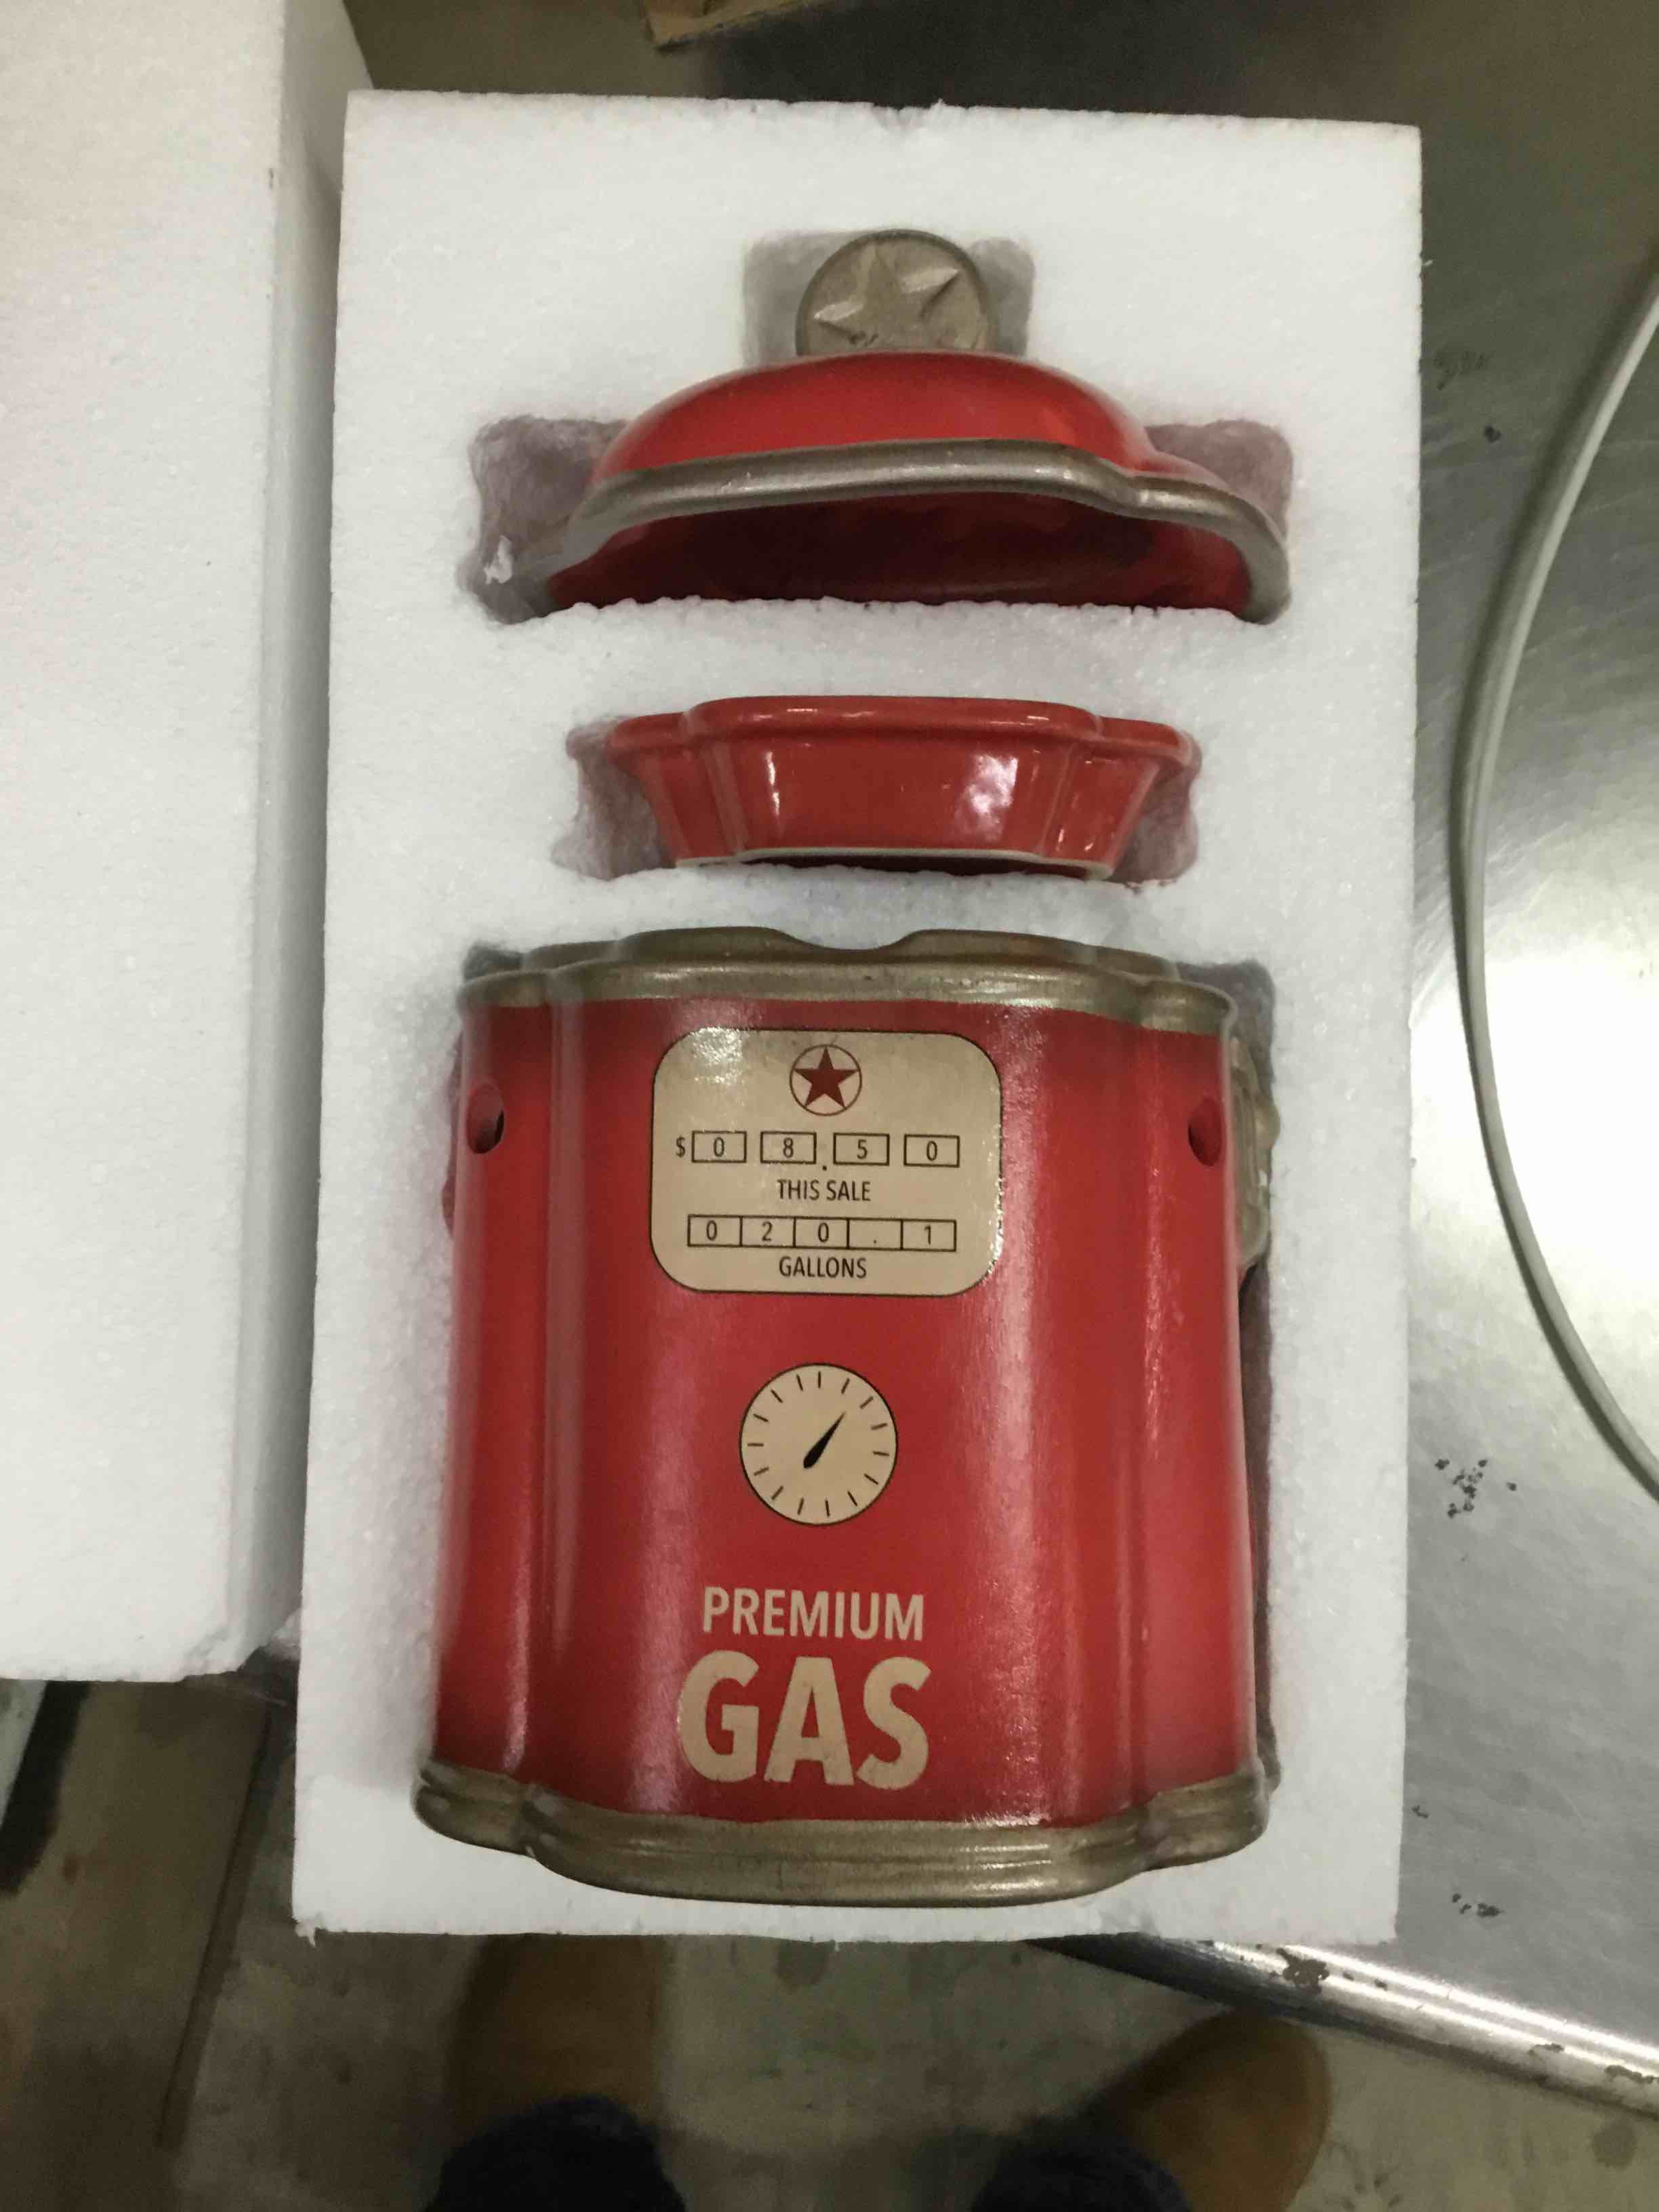 $ 0 8 . 5 0
THIS SALE
0 2 0 . 1
GALLONS
PREMIUM
GAS